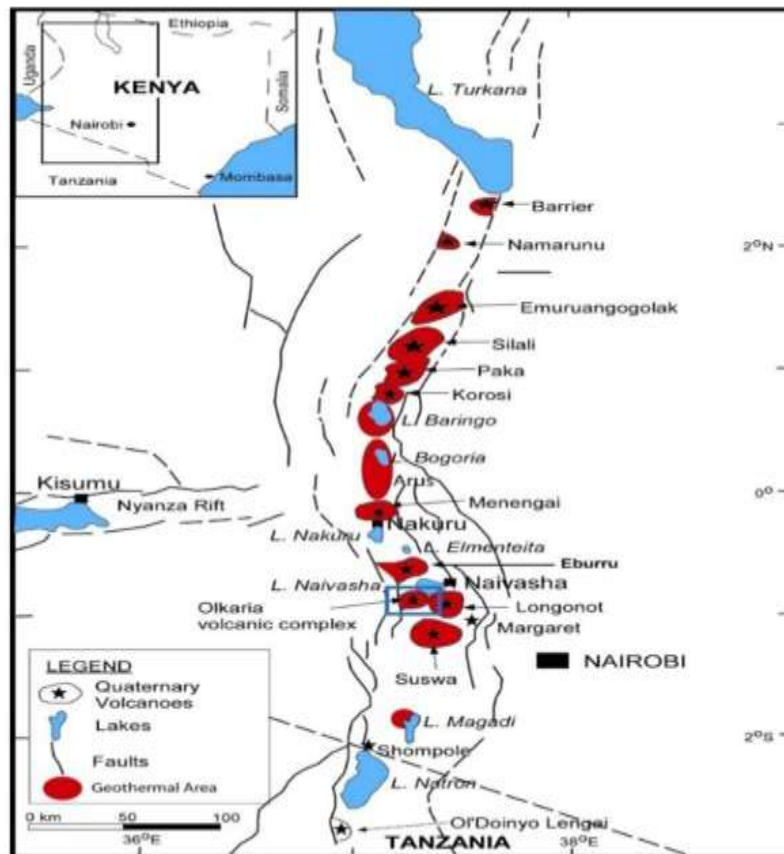 Ethiopia
Uganda
KENYA
Somalia
Nairobi
Tanzania
Mombasa
L. Turkana
Barrier
Namarunu
2°N
Emuruangogolak
Silali
Paka
Korosi
L. Baringo
L. Bogoria
Arus
Kisumu
0°
Nyanza Rift
Menengai
Nakuru
L. Nakuru
L. Elmenteita
Eburru
L. Naivasha
Naivasha
Olkaria
volcanic complex
Longonot
Margaret
NAIROBI
Suswa
LEGEND
Quaternary
Volcanoes
Lakes
Faults
Geothermal Area
L. Magadi
2°S
Shompole
L. Natron
0 km 50 100
36°E
Ol'Doinyo Lengai
TANZANIA
38°E